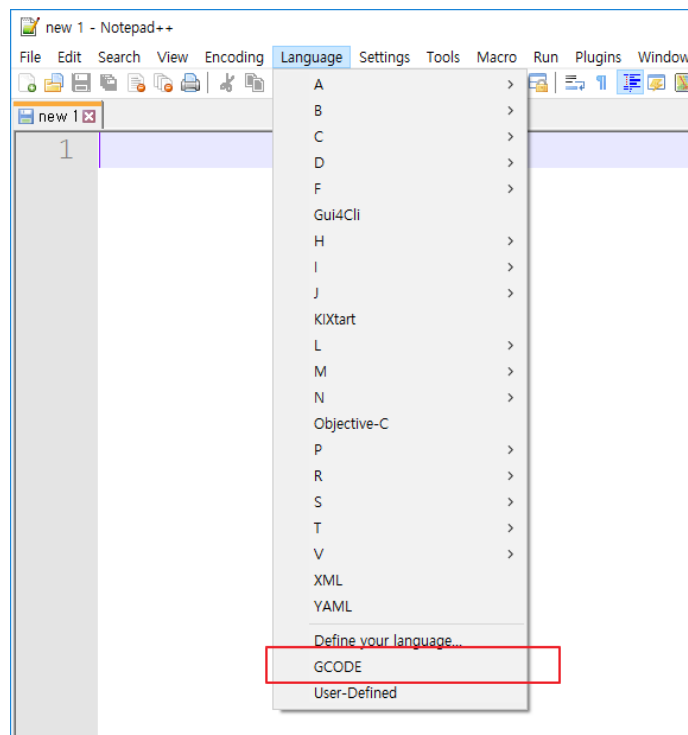 new 1 - Notepad++
File Edit Search View Encoding Language Settings Tools Macro Run Plugins Window
new 1
1
A
B
C
D
F
Gui4Cli
H
I
J
KIXtart
L
M
N
Objective-C
P
R
S
T
V
XML
YAML
Define your language...
GCODE
User-Defined